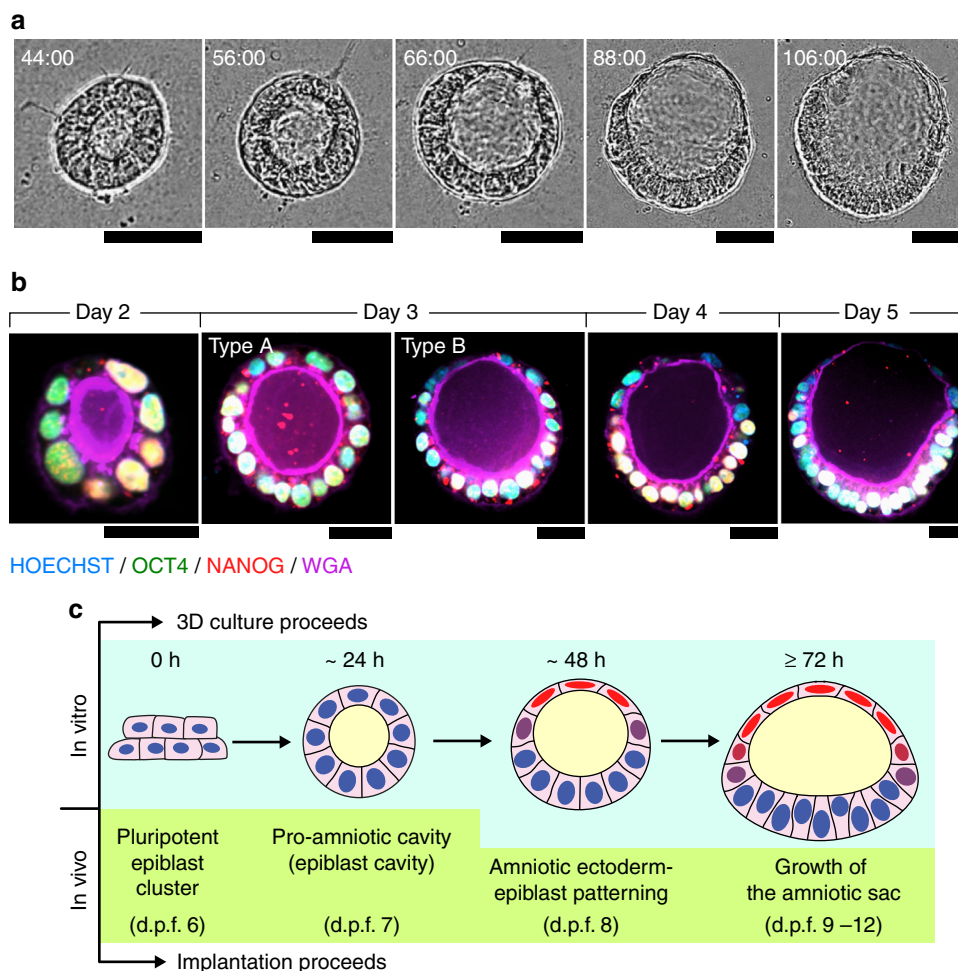 a
44:00 56:00 66:00 88:00 106:00
b
Day 2 Day 3 Day 4 Day 5
Type A Type B
HOECHST / OCT4 / NANOG / WGA
c
3D culture proceeds
0 h ~ 24 h ~ 48 h ≥ 72 h
In vitro
In vivo
Pluripotent
epiblast
cluster
(d.p.f. 6)
Pro-amniotic cavity
(epiblast cavity)
(d.p.f. 7)
Amniotic ectoderm-
epiblast patterning
(d.p.f. 8)
Growth of
the amniotic sac
(d.p.f. 9 –12)
Implantation proceeds